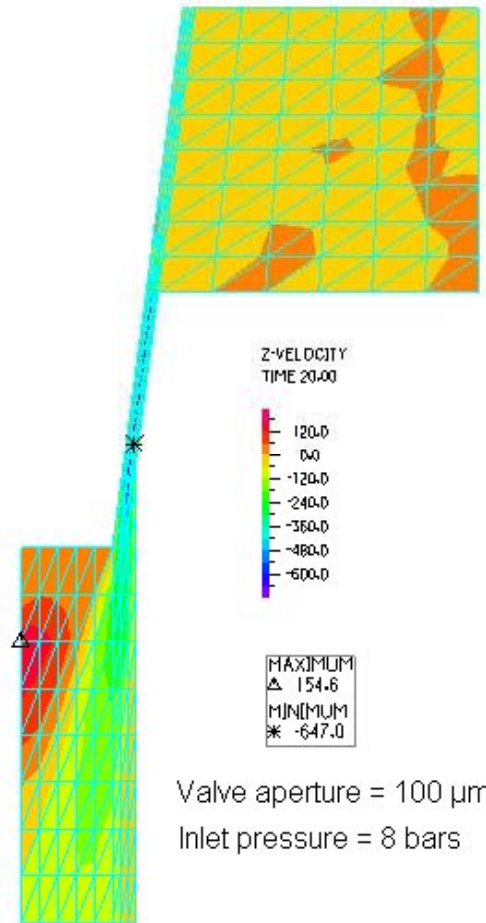 Z-VELOCITY
TIME 20.00
120.0
0.0
-120.0
-240.0
-360.0
-480.0
-600.0
MAXIMUM
△ 154.6
MINIMUM
* -647.0
Valve aperture = 100 µm
Inlet pressure = 8 bars